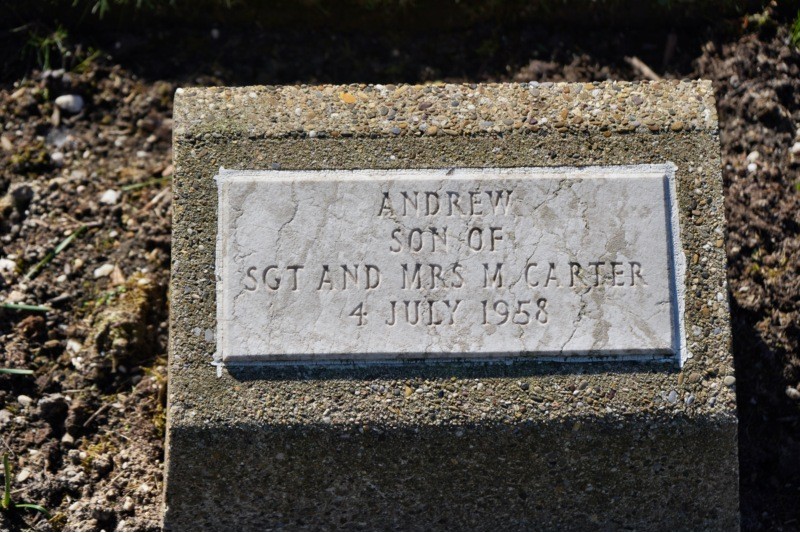 ANDREW
SON OF
SGT AND MRS M CARTER
4 JULY 1958